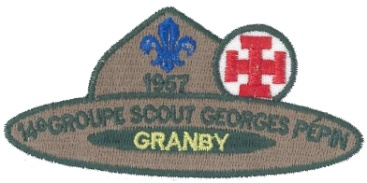 1957
14e GROUPE SCOUT GEORGES PÉPIN
GRANBY